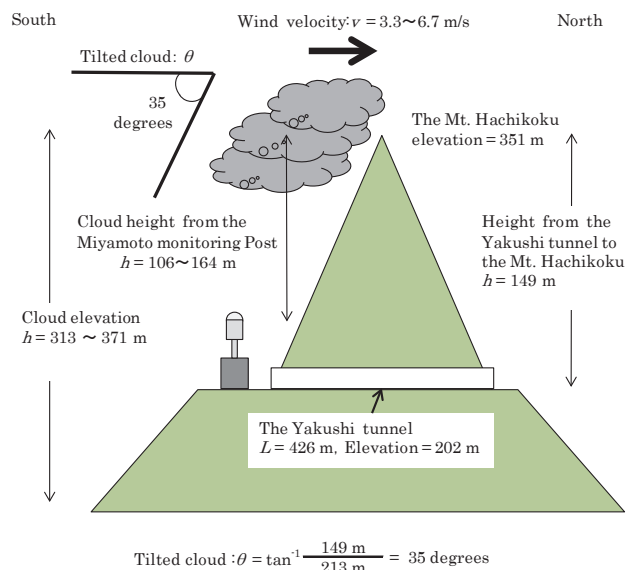 South
Wind velocity: v = 3.3~6.7 m/s
North
Tilted cloud: θ
35
degrees
The Mt. Hachikoku
elevation = 351 m
Cloud height from the
Miyamoto monitoring Post
h = 106~164 m
Height from the
Yakushi tunnel to
the Mt. Hachikoku
h = 149 m
Cloud elevation
h = 313 ~ 371 m
The Yakushi tunnel
L = 426 m, Elevation = 202 m
Tilted cloud : θ = tan⁻¹ 149 m / 213 m = 35 degrees